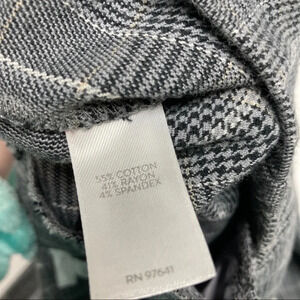 55% COTTON
41% RAYON
4% SPANDEX
RN 97641